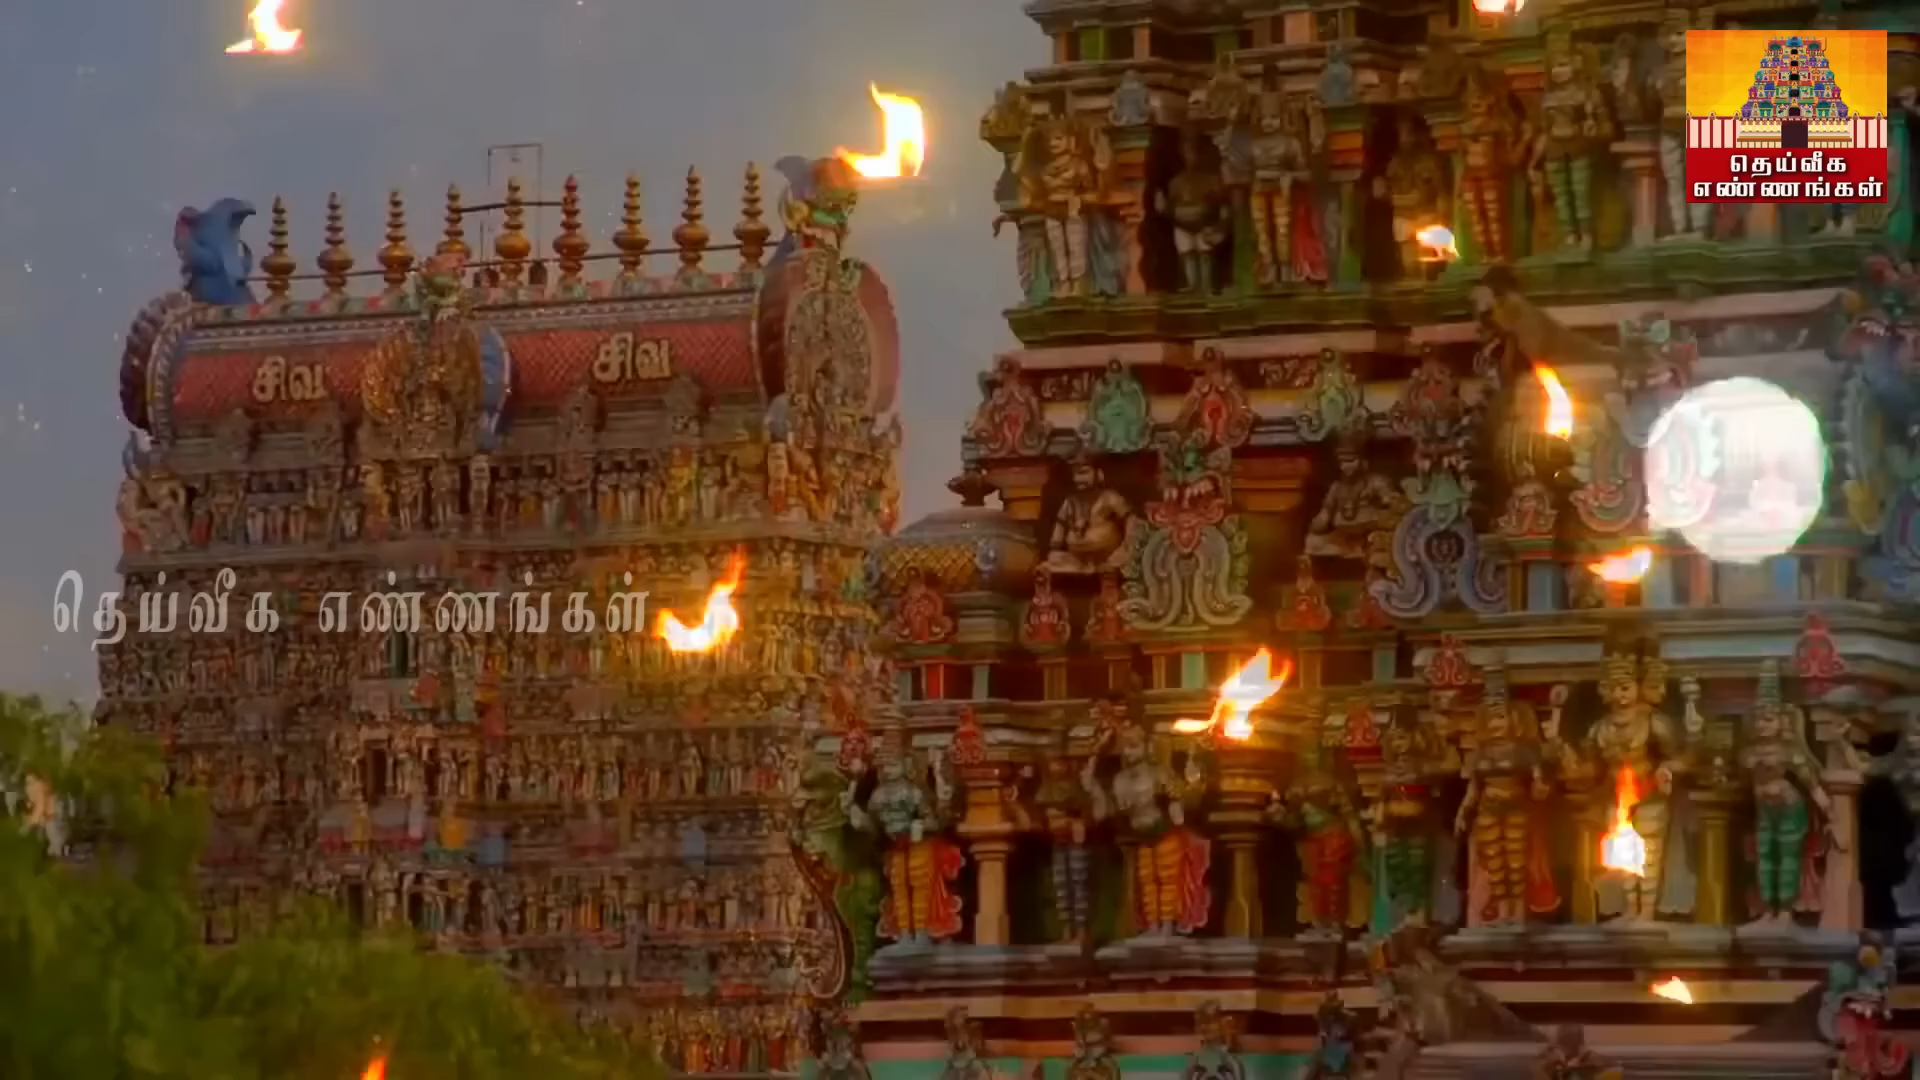 தெய்வீக
எண்ணங்கள்
சிவ சிவ
தெய்வீக எண்ணங்கள்